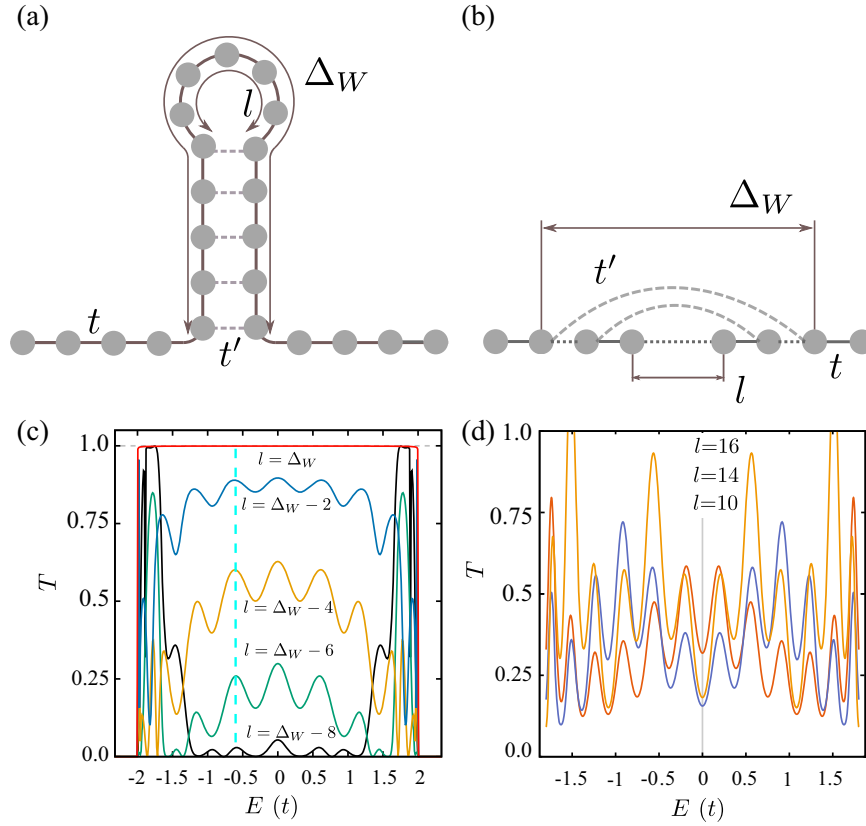 (a)
Δ_W
l
t
t′
(b)
Δ_W
t′
l
t
(c)
1.0
0.75
0.5
0.25
0.0
T
l = Δ_W
l = Δ_W − 2
l = Δ_W − 4
l = Δ_W − 6
l = Δ_W − 8
-2 -1.5 -1 -0.5 0 0.5 1 1.5 2
E (t)
(d)
1.0
0.75
0.5
0.25
0.0
T
l=16
l=14
l=10
-1.5 -1 -0.5 0 0.5 1 1.5
E (t)